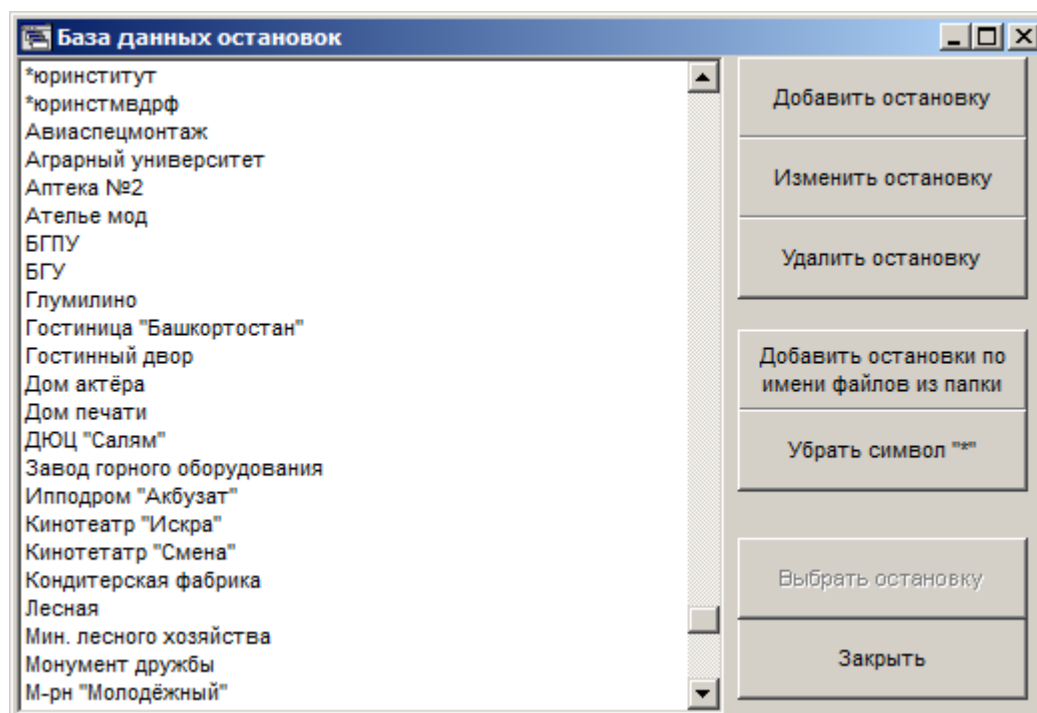 База данных остановок
*юринститут
*юринстмвдрф
Авиаспецмонтаж
Аграрный университет
Аптека №2
Ателье мод
БГПУ
БГУ
Глумилино
Гостиница "Башкортостан"
Гостинный двор
Дом актёра
Дом печати
ДЮЦ "Салям"
Завод горного оборудования
Ипподром "Акбузат"
Кинотеатр "Искра"
Кинотетатр "Смена"
Кондитерская фабрика
Лесная
Мин. лесного хозяйства
Монумент дружбы
М-рн "Молодёжный"
Добавить остановку
Изменить остановку
Удалить остановку
Добавить остановки по
имени файлов из папки
Убрать символ "*"
Выбрать остановку
Закрыть